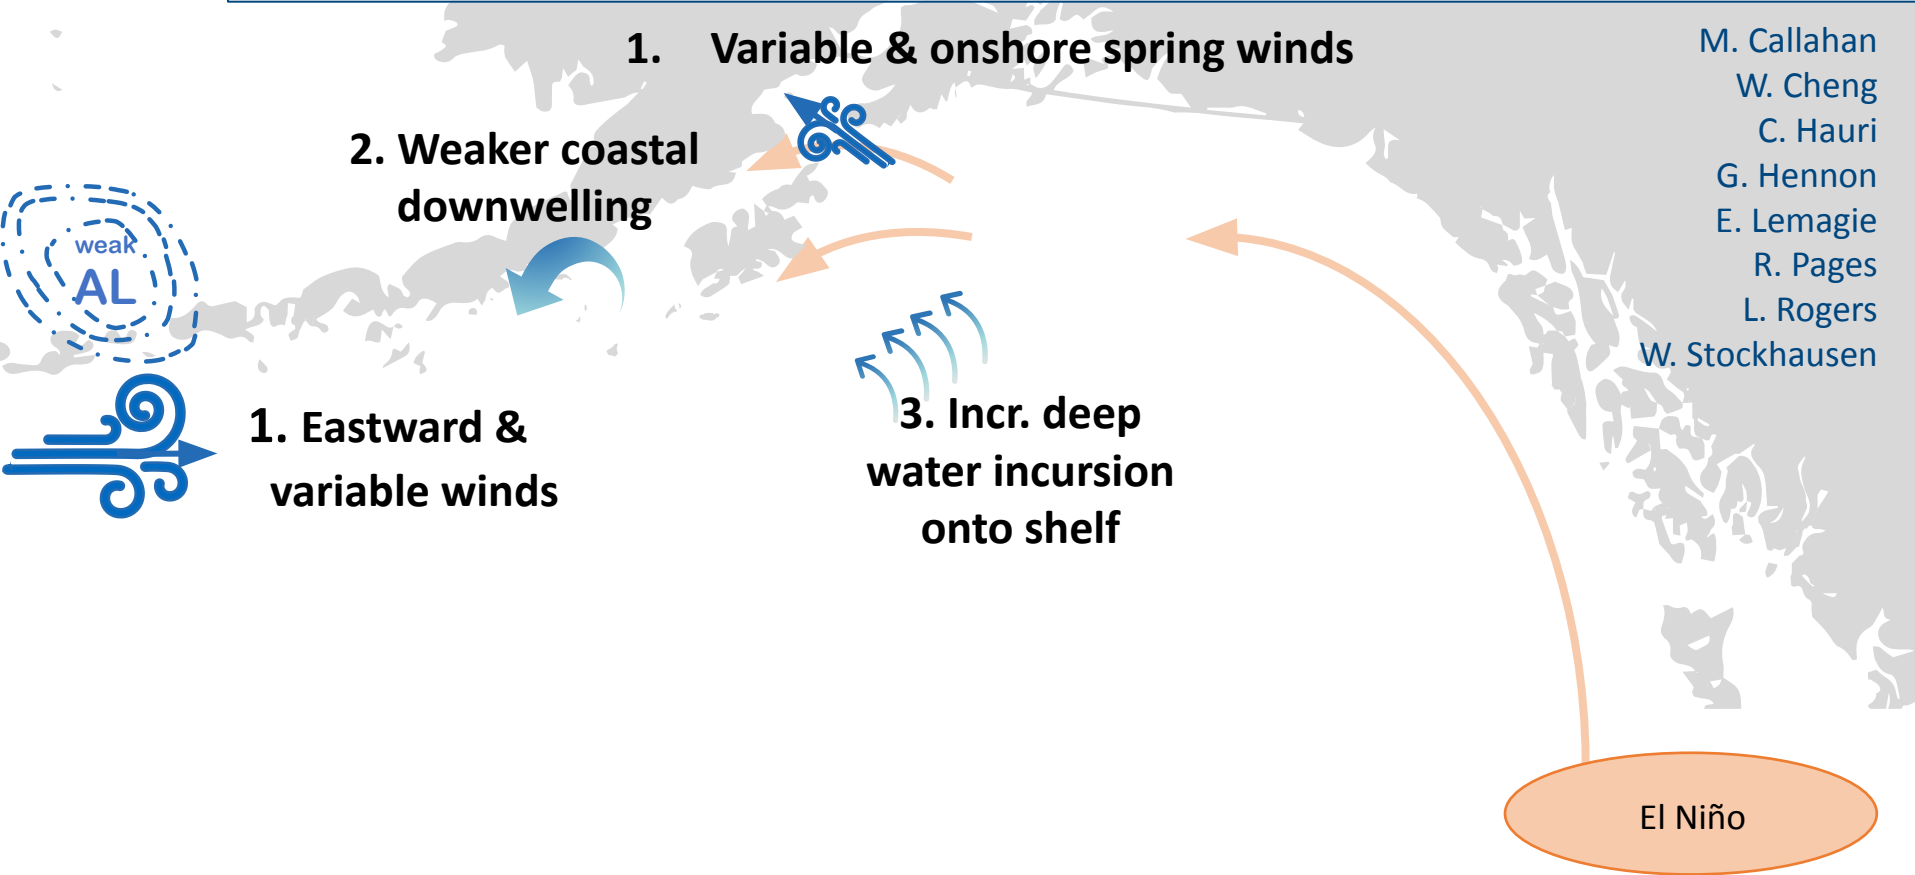 1. Variable & onshore spring winds
M. Callahan
W. Cheng
C. Hauri
G. Hennon
E. Lemagie
R. Pages
L. Rogers
W. Stockhausen
2. Weaker coastal
downwelling
weak
AL
1. Eastward &
variable winds
3. Incr. deep
water incursion
onto shelf
El Niño